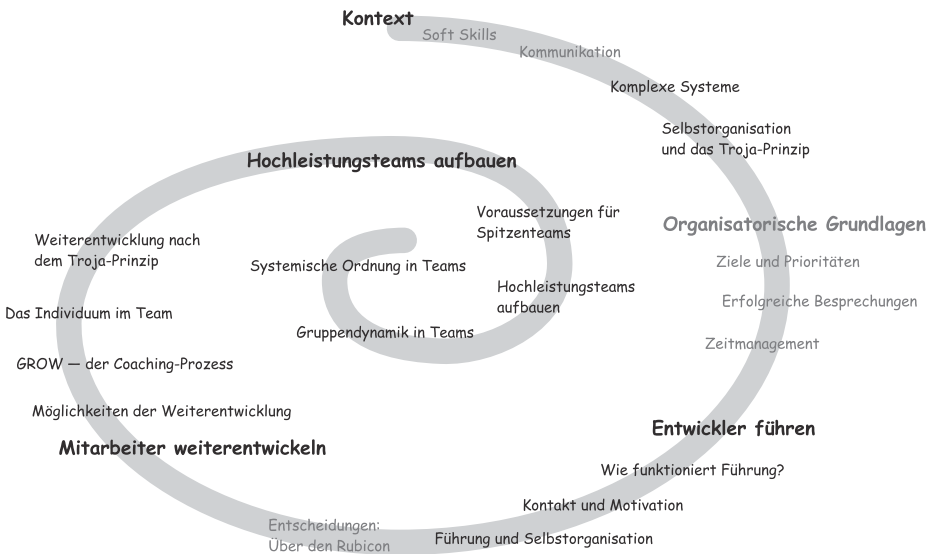 Kontext
Soft Skills
Kommunikation
Komplexe Systeme
Selbstorganisation
und das Troja-Prinzip
Organisatorische Grundlagen
Ziele und Prioritäten
Erfolgreiche Besprechungen
Zeitmanagement
Entwickler führen
Wie funktioniert Führung?
Kontakt und Motivation
Führung und Selbstorganisation
Entscheidungen:
Über den Rubicon
Mitarbeiter weiterentwickeln
Möglichkeiten der Weiterentwicklung
GROW — der Coaching-Prozess
Das Individuum im Team
Weiterentwicklung nach
dem Troja-Prinzip
Hochleistungsteams aufbauen
Voraussetzungen für
Spitzenteams
Hochleistungsteams
aufbauen
Gruppendynamik in Teams
Systemische Ordnung in Teams